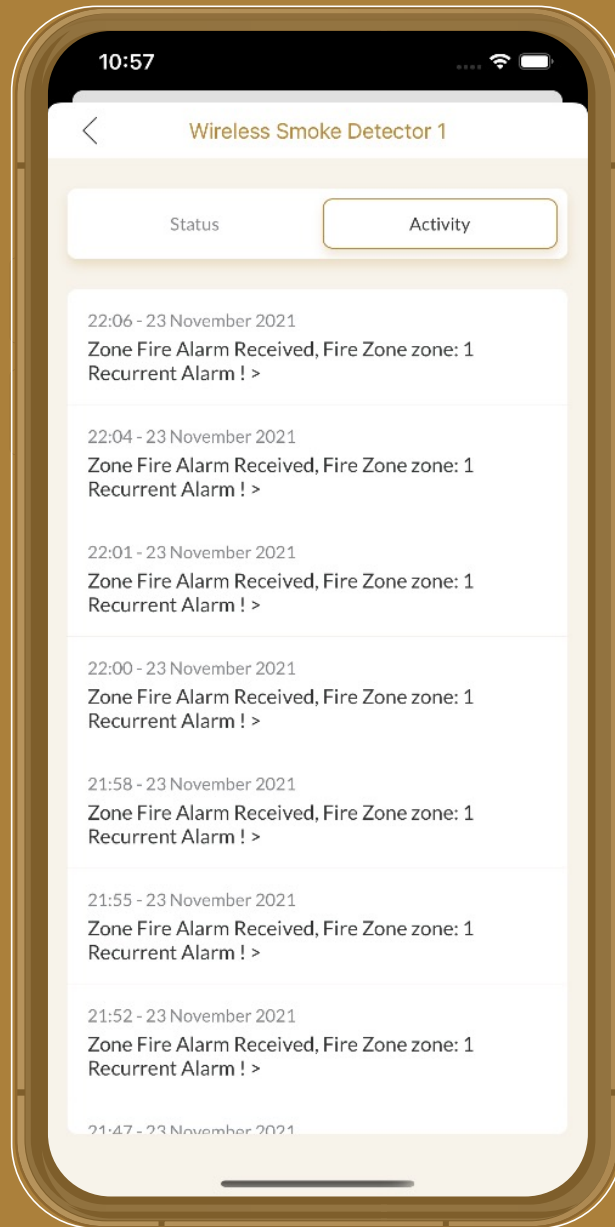 10:57
Wireless Smoke Detector 1
Status
Activity
22:06 - 23 November 2021
Zone Fire Alarm Received, Fire Zone zone: 1
Recurrent Alarm ! >
22:04 - 23 November 2021
Zone Fire Alarm Received, Fire Zone zone: 1
Recurrent Alarm ! >
22:01 - 23 November 2021
Zone Fire Alarm Received, Fire Zone zone: 1
Recurrent Alarm ! >
22:00 - 23 November 2021
Zone Fire Alarm Received, Fire Zone zone: 1
Recurrent Alarm ! >
21:58 - 23 November 2021
Zone Fire Alarm Received, Fire Zone zone: 1
Recurrent Alarm ! >
21:55 - 23 November 2021
Zone Fire Alarm Received, Fire Zone zone: 1
Recurrent Alarm ! >
21:52 - 23 November 2021
Zone Fire Alarm Received, Fire Zone zone: 1
Recurrent Alarm ! >
21:47 - 23 November 2021